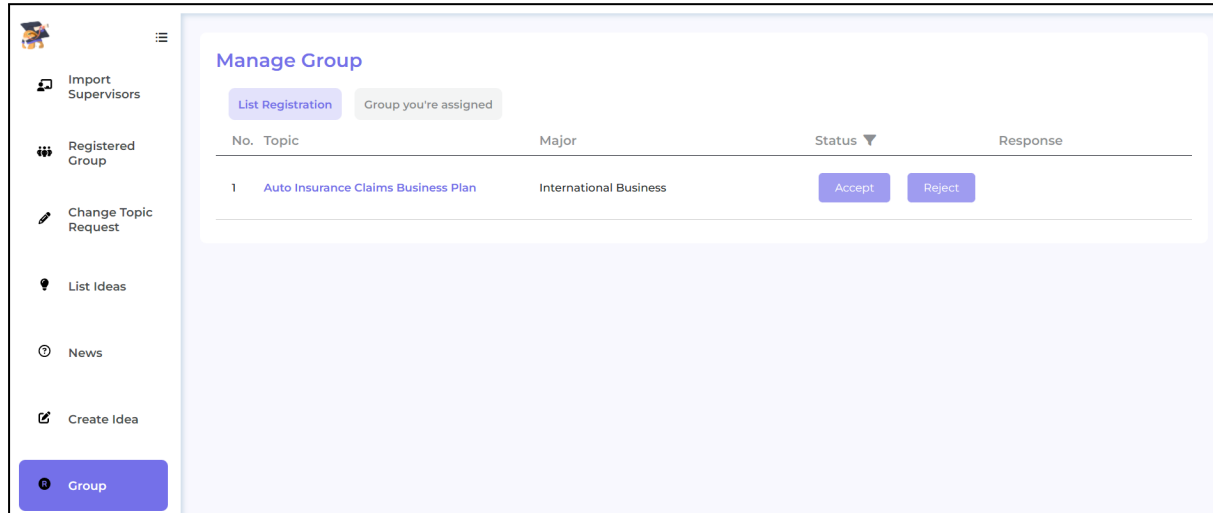 Import
Supervisors
Registered
Group
Change Topic
Request
List Ideas
News
Create Idea
Group
Manage Group
List Registration Group you're assigned
No. Topic Major Status Response
1 Auto Insurance Claims Business Plan International Business Accept Reject